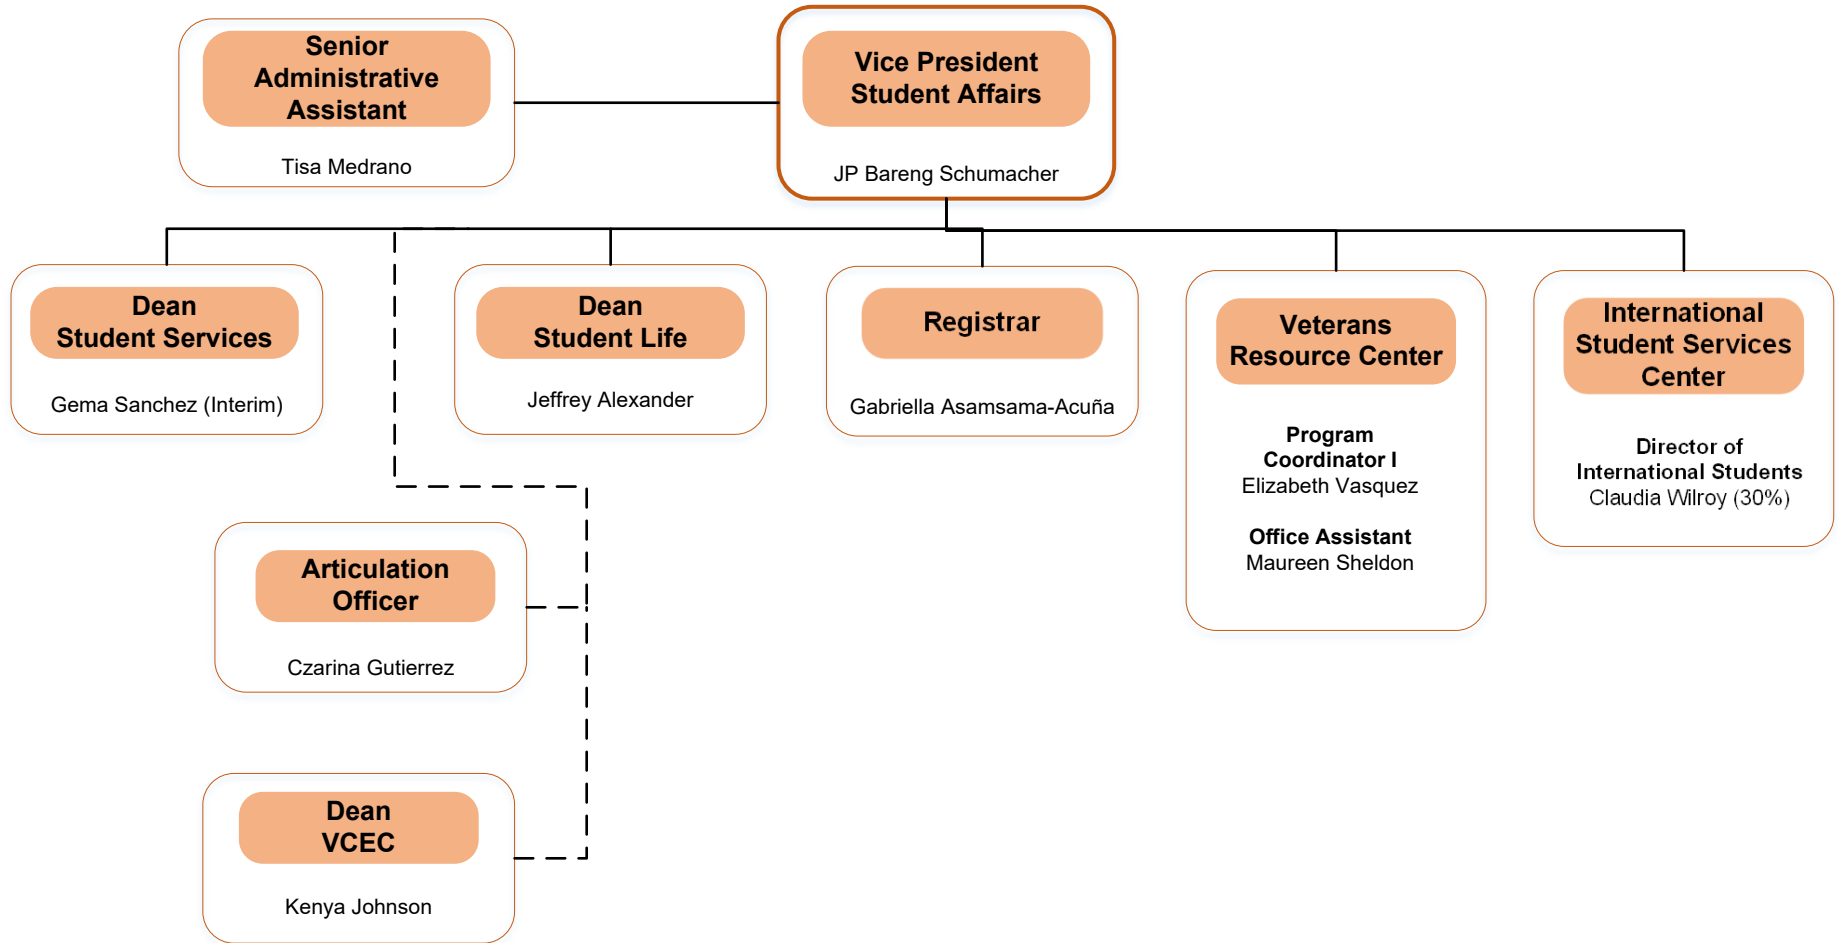 Senior
Administrative
Assistant
Tisa Medrano
Vice President
Student Affairs
JP Bareng Schumacher
Dean
Student Services
Gema Sanchez (Interim)
Dean
Student Life
Jeffrey Alexander
Registrar
Gabriella Asamsama-Acuña
Veterans
Resource Center
Program
Coordinator I
Elizabeth Vasquez
Office Assistant
Maureen Sheldon
International
Student Services
Center
Director of
International Students
Claudia Wilroy (30%)
Articulation
Officer
Czarina Gutierrez
Dean
VCEC
Kenya Johnson